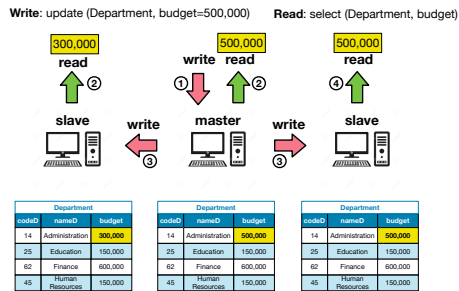 Write: update (Department, budget=500,000)
Read: select (Department, budget)
300,000
500,000
500,000
read
write
read
read
②
①
②
④
slave
write
master
write
slave
③
③
Department
codeD nameD budget
14 Administration 300,000
25 Education 150,000
62 Finance 600,000
45 Human Resources 150,000
Department
codeD nameD budget
14 Administration 500,000
25 Education 150,000
62 Finance 600,000
45 Human Resources 150,000
Department
codeD nameD budget
14 Administration 500,000
25 Education 150,000
62 Finance 600,000
45 Human Resources 150,000